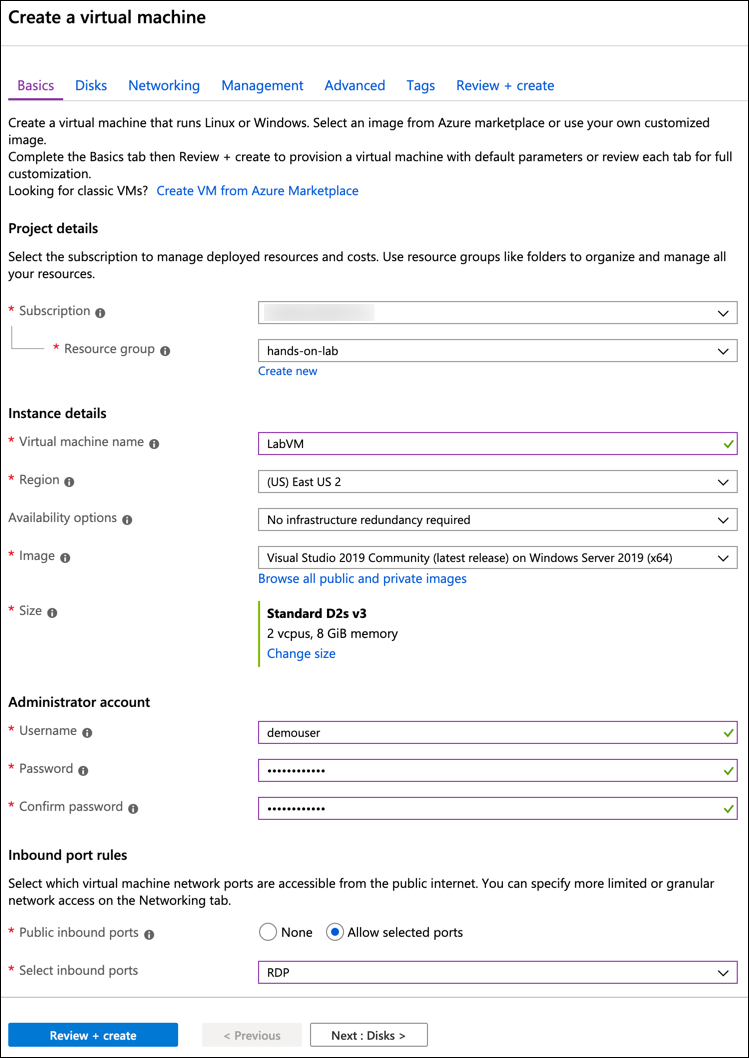 Create a virtual machine
Basics Disks Networking Management Advanced Tags Review + create
Create a virtual machine that runs Linux or Windows. Select an image from Azure marketplace or use your own customized
image.
Complete the Basics tab then Review + create to provision a virtual machine with default parameters or review each tab for full
customization.
Looking for classic VMs? Create VM from Azure Marketplace
Project details
Select the subscription to manage deployed resources and costs. Use resource groups like folders to organize and manage all
your resources.
* Subscription
* Resource group hands-on-lab
Create new
Instance details
* Virtual machine name LabVM
* Region (US) East US 2
Availability options No infrastructure redundancy required
* Image Visual Studio 2019 Community (latest release) on Windows Server 2019 (x64)
Browse all public and private images
* Size Standard D2s v3
2 vcpus, 8 GiB memory
Change size
Administrator account
* Username demouser
* Password ••••••••••••
* Confirm password ••••••••••••
Inbound port rules
Select which virtual machine network ports are accessible from the public internet. You can specify more limited or granular
network access on the Networking tab.
* Public inbound ports None Allow selected ports
* Select inbound ports RDP
Review + create < Previous Next : Disks >